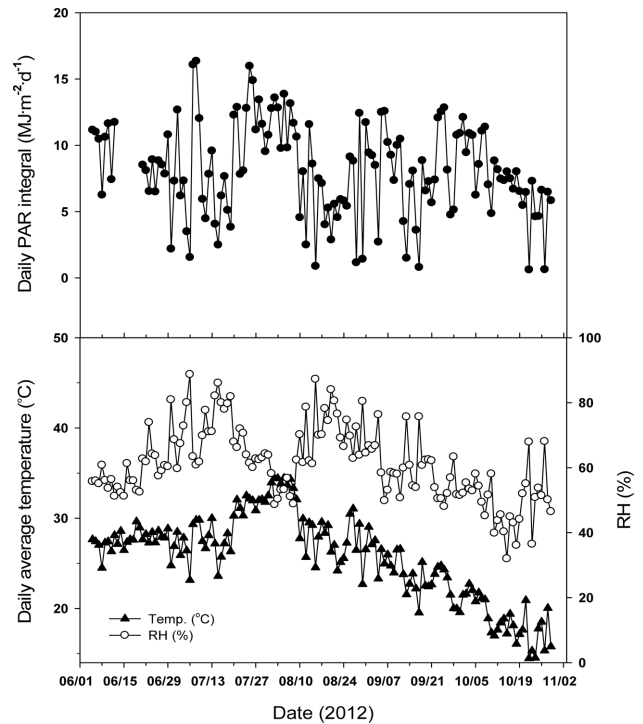 Daily PAR integral (MJ·m⁻²·d⁻¹)
20
15
10
5
0
Daily average temperature (°C)
50
40
30
20
100
80
60
40
20
0
RH (%)
Temp. (°C)
RH (%)
06/01 06/15 06/29 07/13 07/27 08/10 08/24 09/07 09/21 10/05 10/19 11/02
Date (2012)